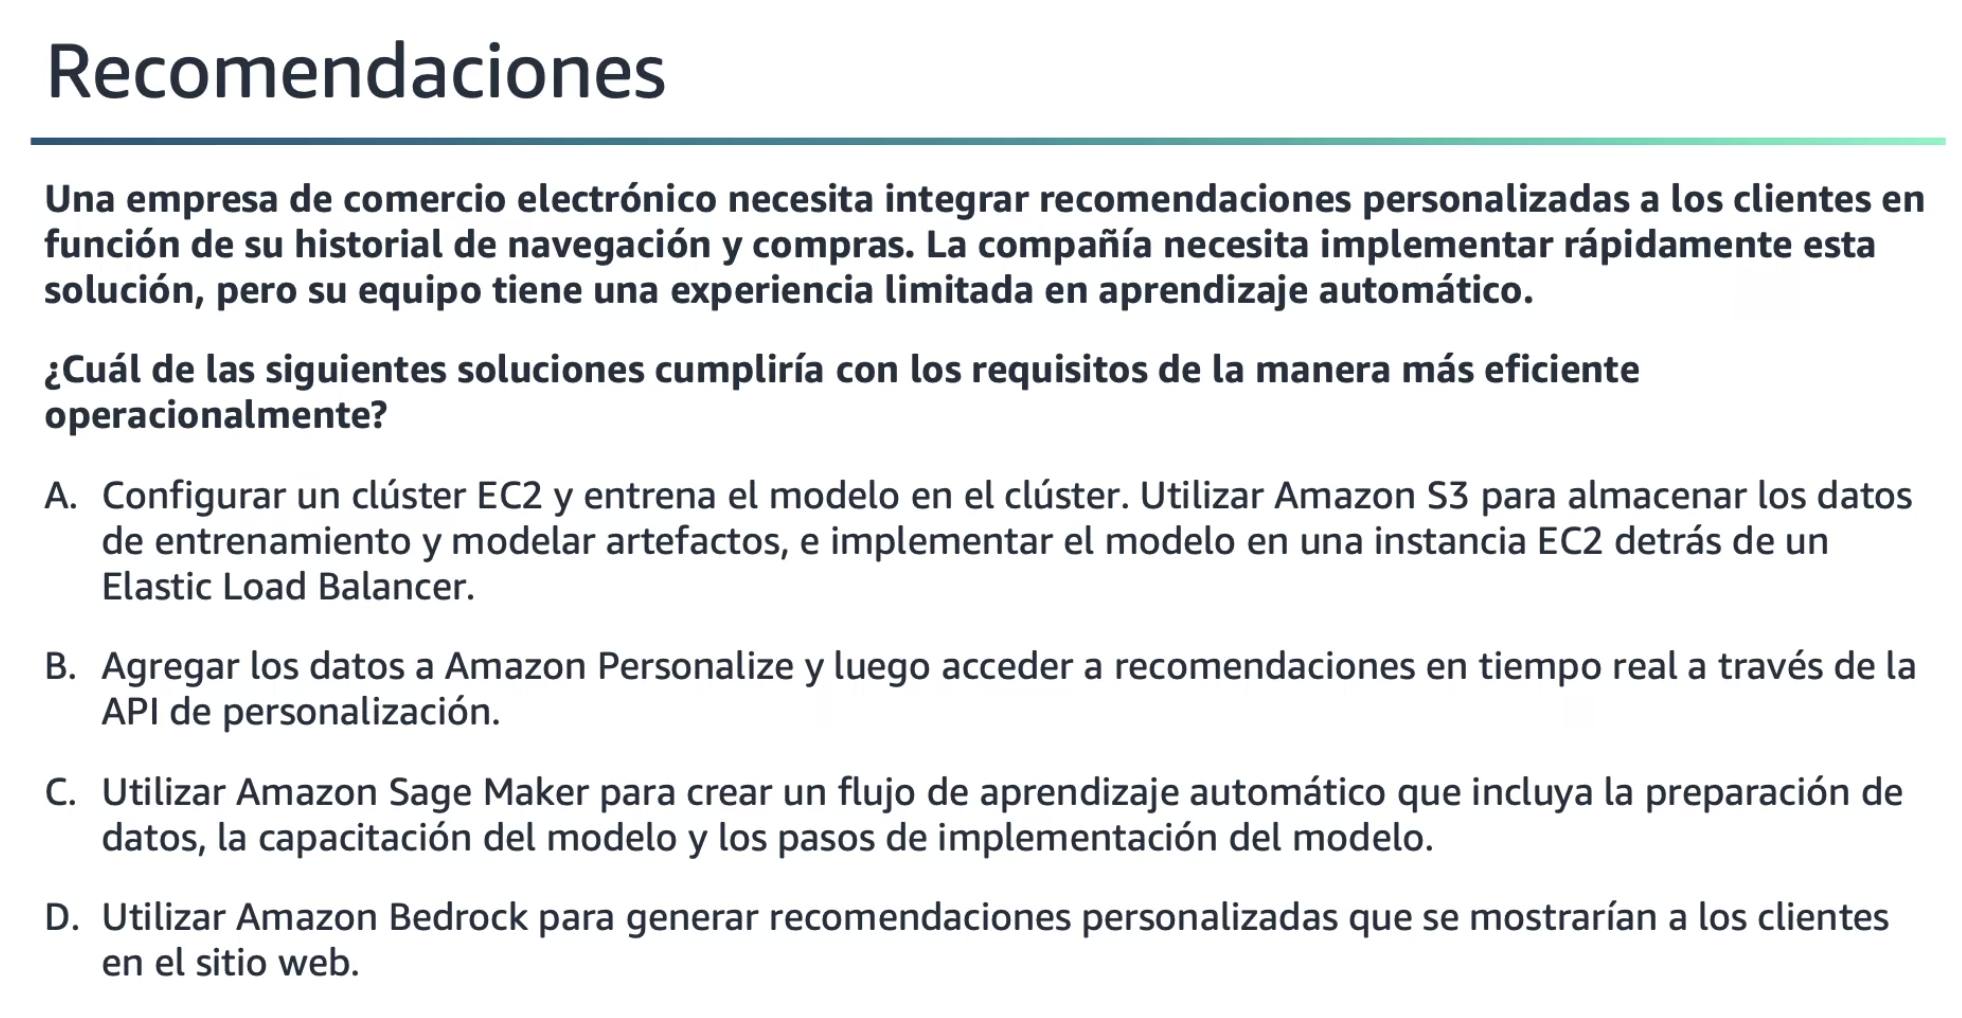 Recomendaciones
Una empresa de comercio electrónico necesita integrar recomendaciones personalizadas a los clientes en
función de su historial de navegación y compras. La compañía necesita implementar rápidamente esta
solución, pero su equipo tiene una experiencia limitada en aprendizaje automático.
¿Cuál de las siguientes soluciones cumpliría con los requisitos de la manera más eficiente
operacionalmente?
A. Configurar un clúster EC2 y entrena el modelo en el clúster. Utilizar Amazon S3 para almacenar los datos
de entrenamiento y modelar artefactos, e implementar el modelo en una instancia EC2 detrás de un
Elastic Load Balancer.
B. Agregar los datos a Amazon Personalize y luego acceder a recomendaciones en tiempo real a través de la
API de personalización.
C. Utilizar Amazon Sage Maker para crear un flujo de aprendizaje automático que incluya la preparación de
datos, la capacitación del modelo y los pasos de implementación del modelo.
D. Utilizar Amazon Bedrock para generar recomendaciones personalizadas que se mostrarían a los clientes
en el sitio web.